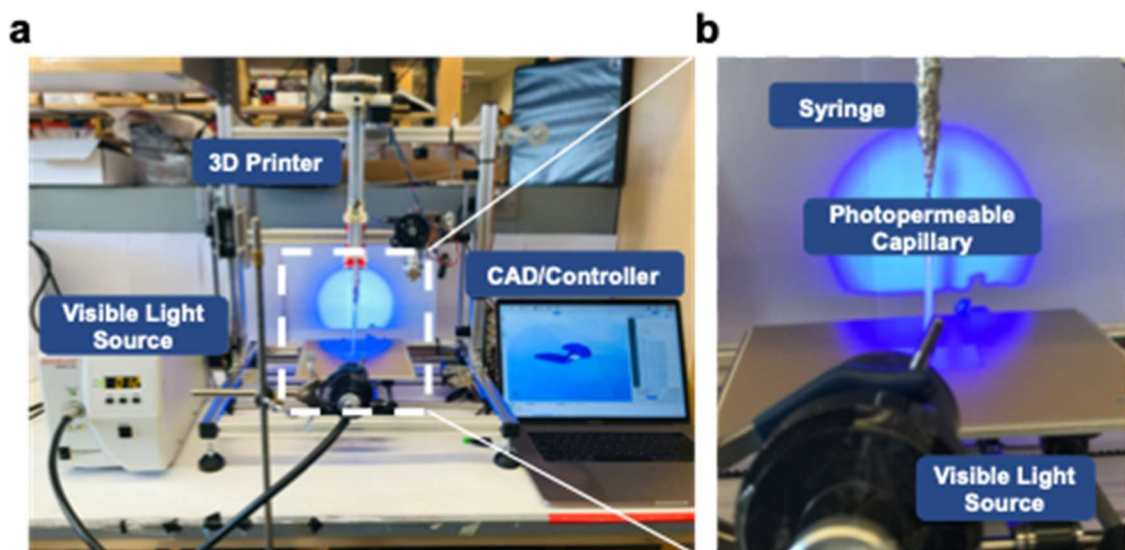 a
b
3D Printer
CAD/Controller
Visible Light
Source
Syringe
Photopermeable
Capillary
Visible Light
Source